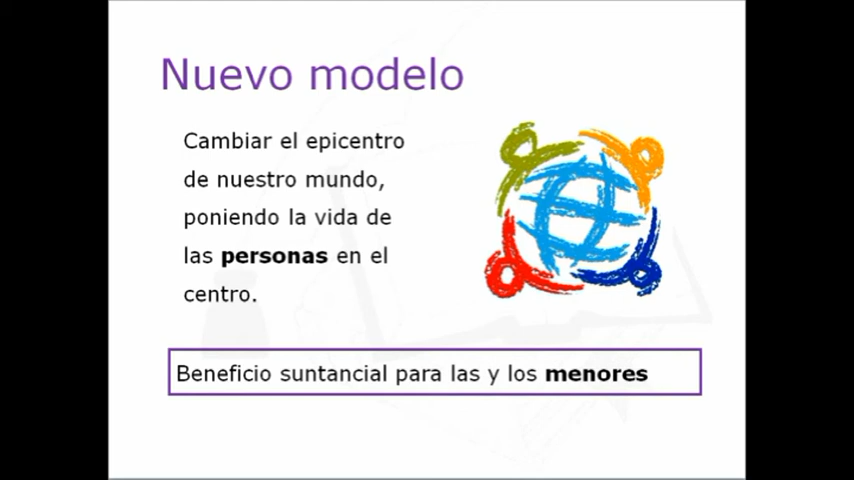 Nuevo modelo
Cambiar el epicentro
de nuestro mundo,
poniendo la vida de
las personas en el
centro.
Beneficio suntancial para las y los menores